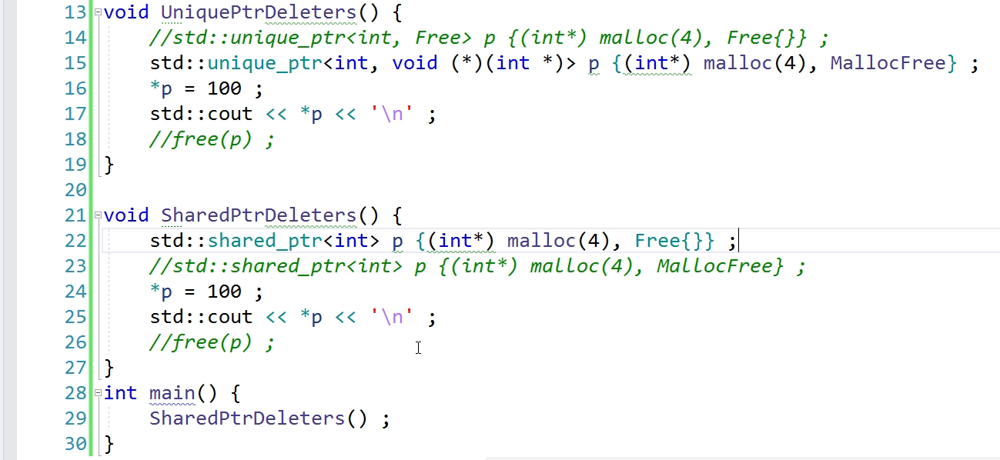 13 void UniquePtrDeleters() {
14     //std::unique_ptr<int, Free> p {(int*) malloc(4), Free{}} ;
15     std::unique_ptr<int, void (*)(int *)> p {(int*) malloc(4), MallocFree} ;
16     *p = 100 ;
17     std::cout << *p << '\n' ;
18     //free(p) ;
19 }
20
21 void SharedPtrDeleters() {
22     std::shared_ptr<int> p {(int*) malloc(4), Free{}} ;
23     //std::shared_ptr<int> p {(int*) malloc(4), MallocFree} ;
24     *p = 100 ;
25     std::cout << *p << '\n' ;
26     //free(p) ;
27 }
28 int main() {
29     SharedPtrDeleters() ;
30 }